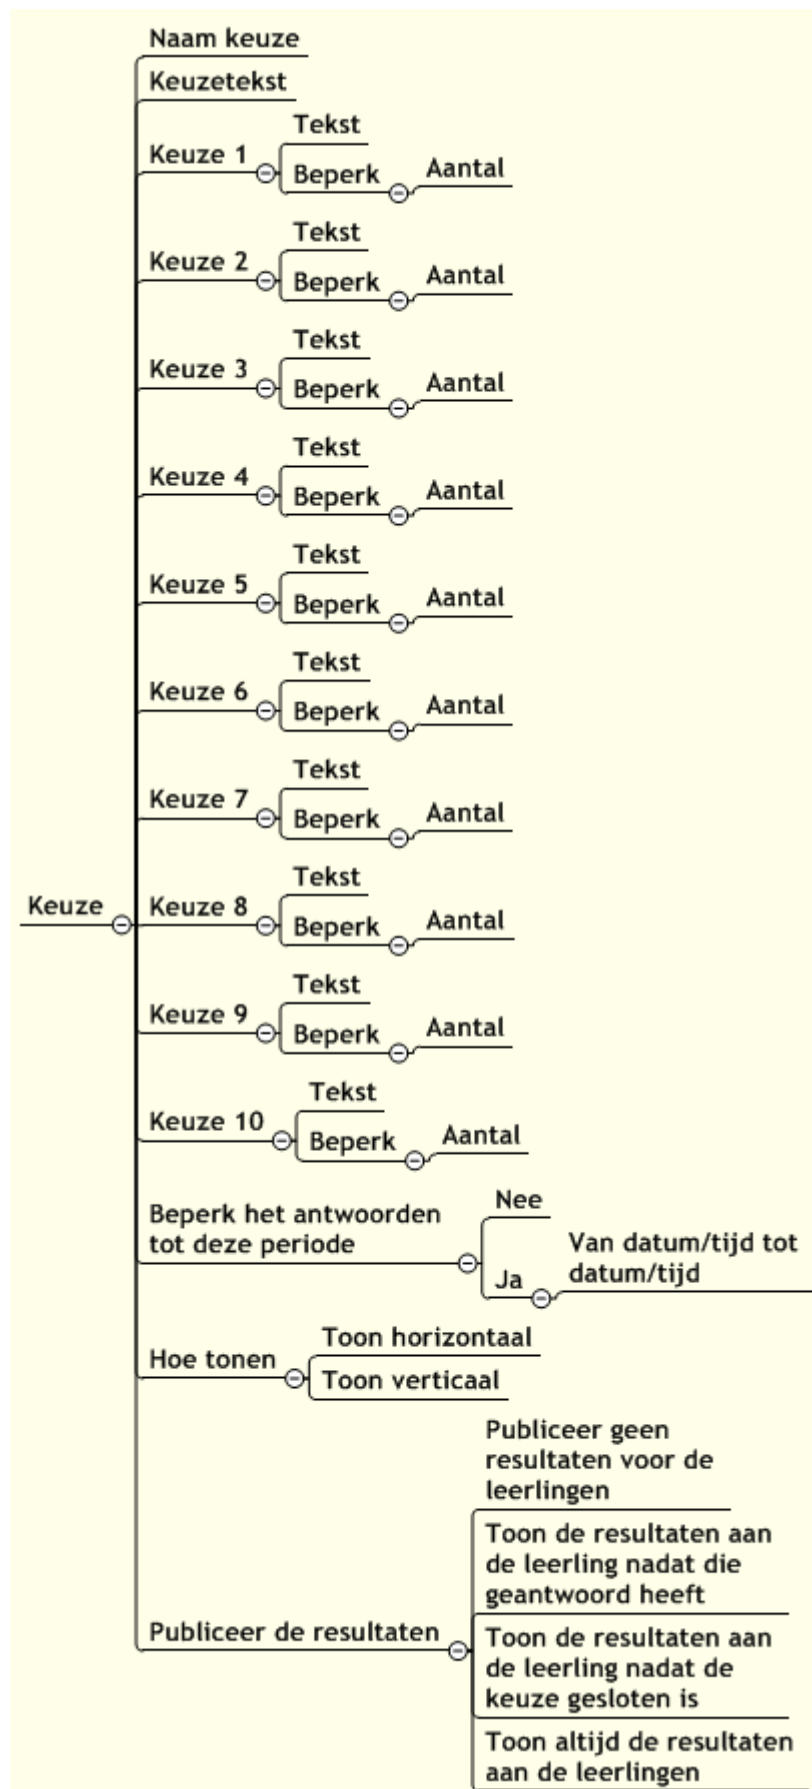 Naam keuze
Keuzetekst
Tekst
Keuze 1
Beperk
Aantal
Tekst
Keuze 2
Beperk
Aantal
Tekst
Keuze 3
Beperk
Aantal
Tekst
Keuze 4
Beperk
Aantal
Tekst
Keuze 5
Beperk
Aantal
Tekst
Keuze 6
Beperk
Aantal
Tekst
Keuze 7
Beperk
Aantal
Keuze
Tekst
Keuze 8
Beperk
Aantal
Tekst
Keuze 9
Beperk
Aantal
Tekst
Keuze 10
Beperk
Aantal
Beperk het antwoorden
tot deze periode
Nee
Ja
Van datum/tijd tot
datum/tijd
Hoe tonen
Toon horizontaal
Toon verticaal
Publiceer de resultaten
Publiceer geen
resultaten voor de
leerlingen
Toon de resultaten aan
de leerling nadat die
geantwoord heeft
Toon de resultaten aan
de leerling nadat de
keuze gesloten is
Toon altijd de resultaten
aan de leerlingen